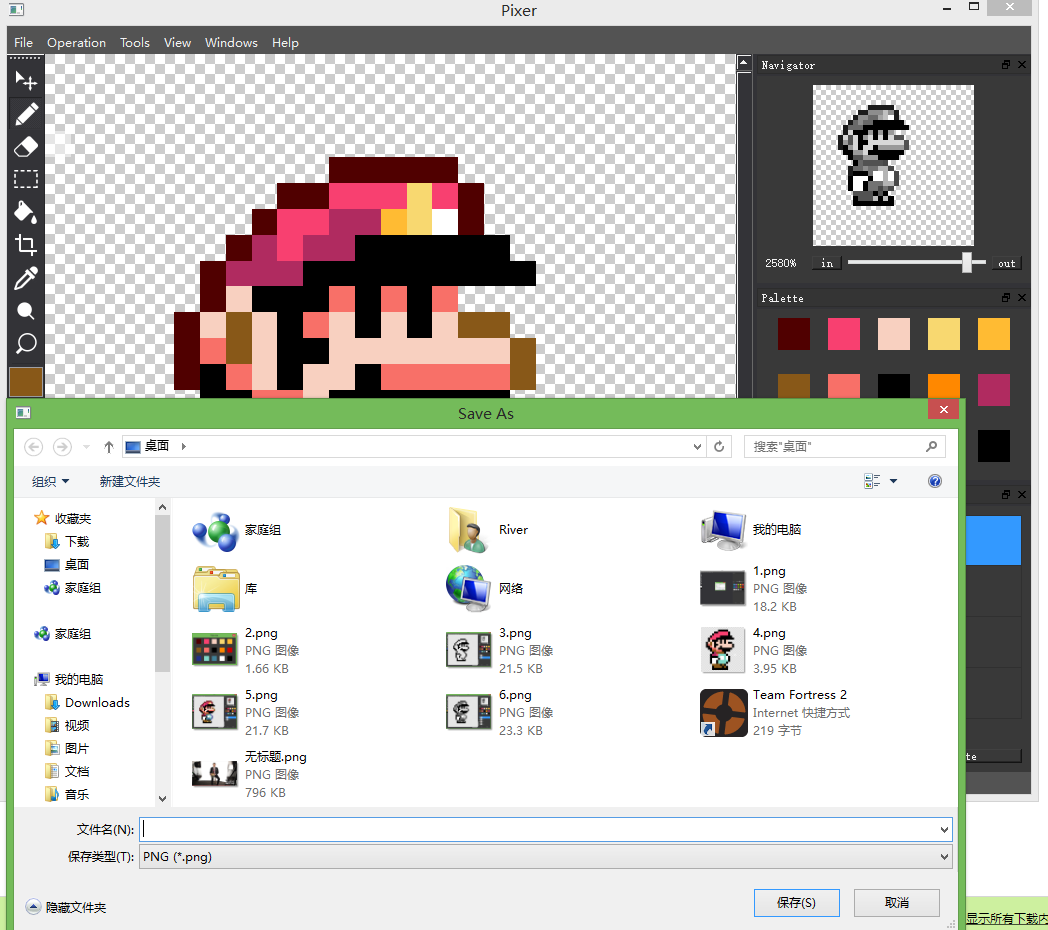 Pixer
File Operation Tools View Windows Help
Navigator
2580% in out
Palette
Save As
桌面
搜索"桌面"
组织 新建文件夹
收藏夹
下载
桌面
家庭组
家庭组
我的电脑
Downloads
视频
图片
文档
音乐
家庭组
River
我的电脑
库
网络
1.png
PNG 图像
18.2 KB
2.png
PNG 图像
1.66 KB
3.png
PNG 图像
21.5 KB
4.png
PNG 图像
3.95 KB
5.png
PNG 图像
21.7 KB
6.png
PNG 图像
23.3 KB
Team Fortress 2
Internet 快捷方式
219 字节
无标题.png
PNG 图像
796 KB
te
文件名(N):
保存类型(T): PNG (*.png)
隐藏文件夹
保存(S) 取消
显示所有下载内